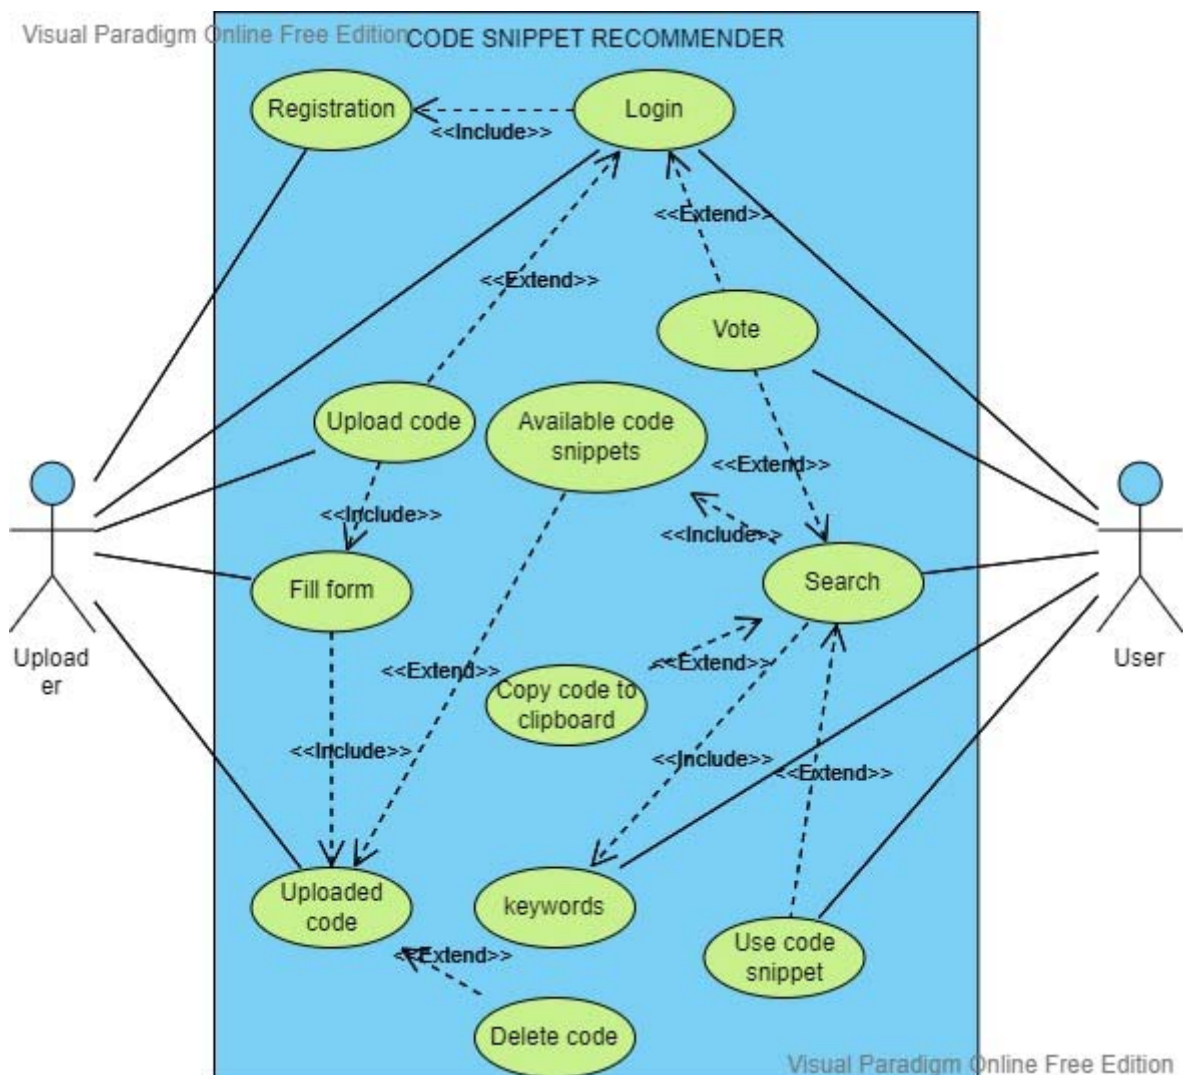 Visual Paradigm Online Free Edition
CODE SNIPPET RECOMMENDER
Registration
Login
<<Include>>
<<Extend>>
<<Extend>>
Vote
Upload code
Available code
snippets
<<Extend>>
<<Include>>
<<Include>>
Fill form
Search
Upload
er
User
<<Extend>>
<<Extend>>
Copy code to
clipboard
<<Include>>
<<Include>>
<<Extend>>
Uploaded
code
keywords
Use code
snippet
<<Extend>>
Delete code
Visual Paradigm Online Free Edition